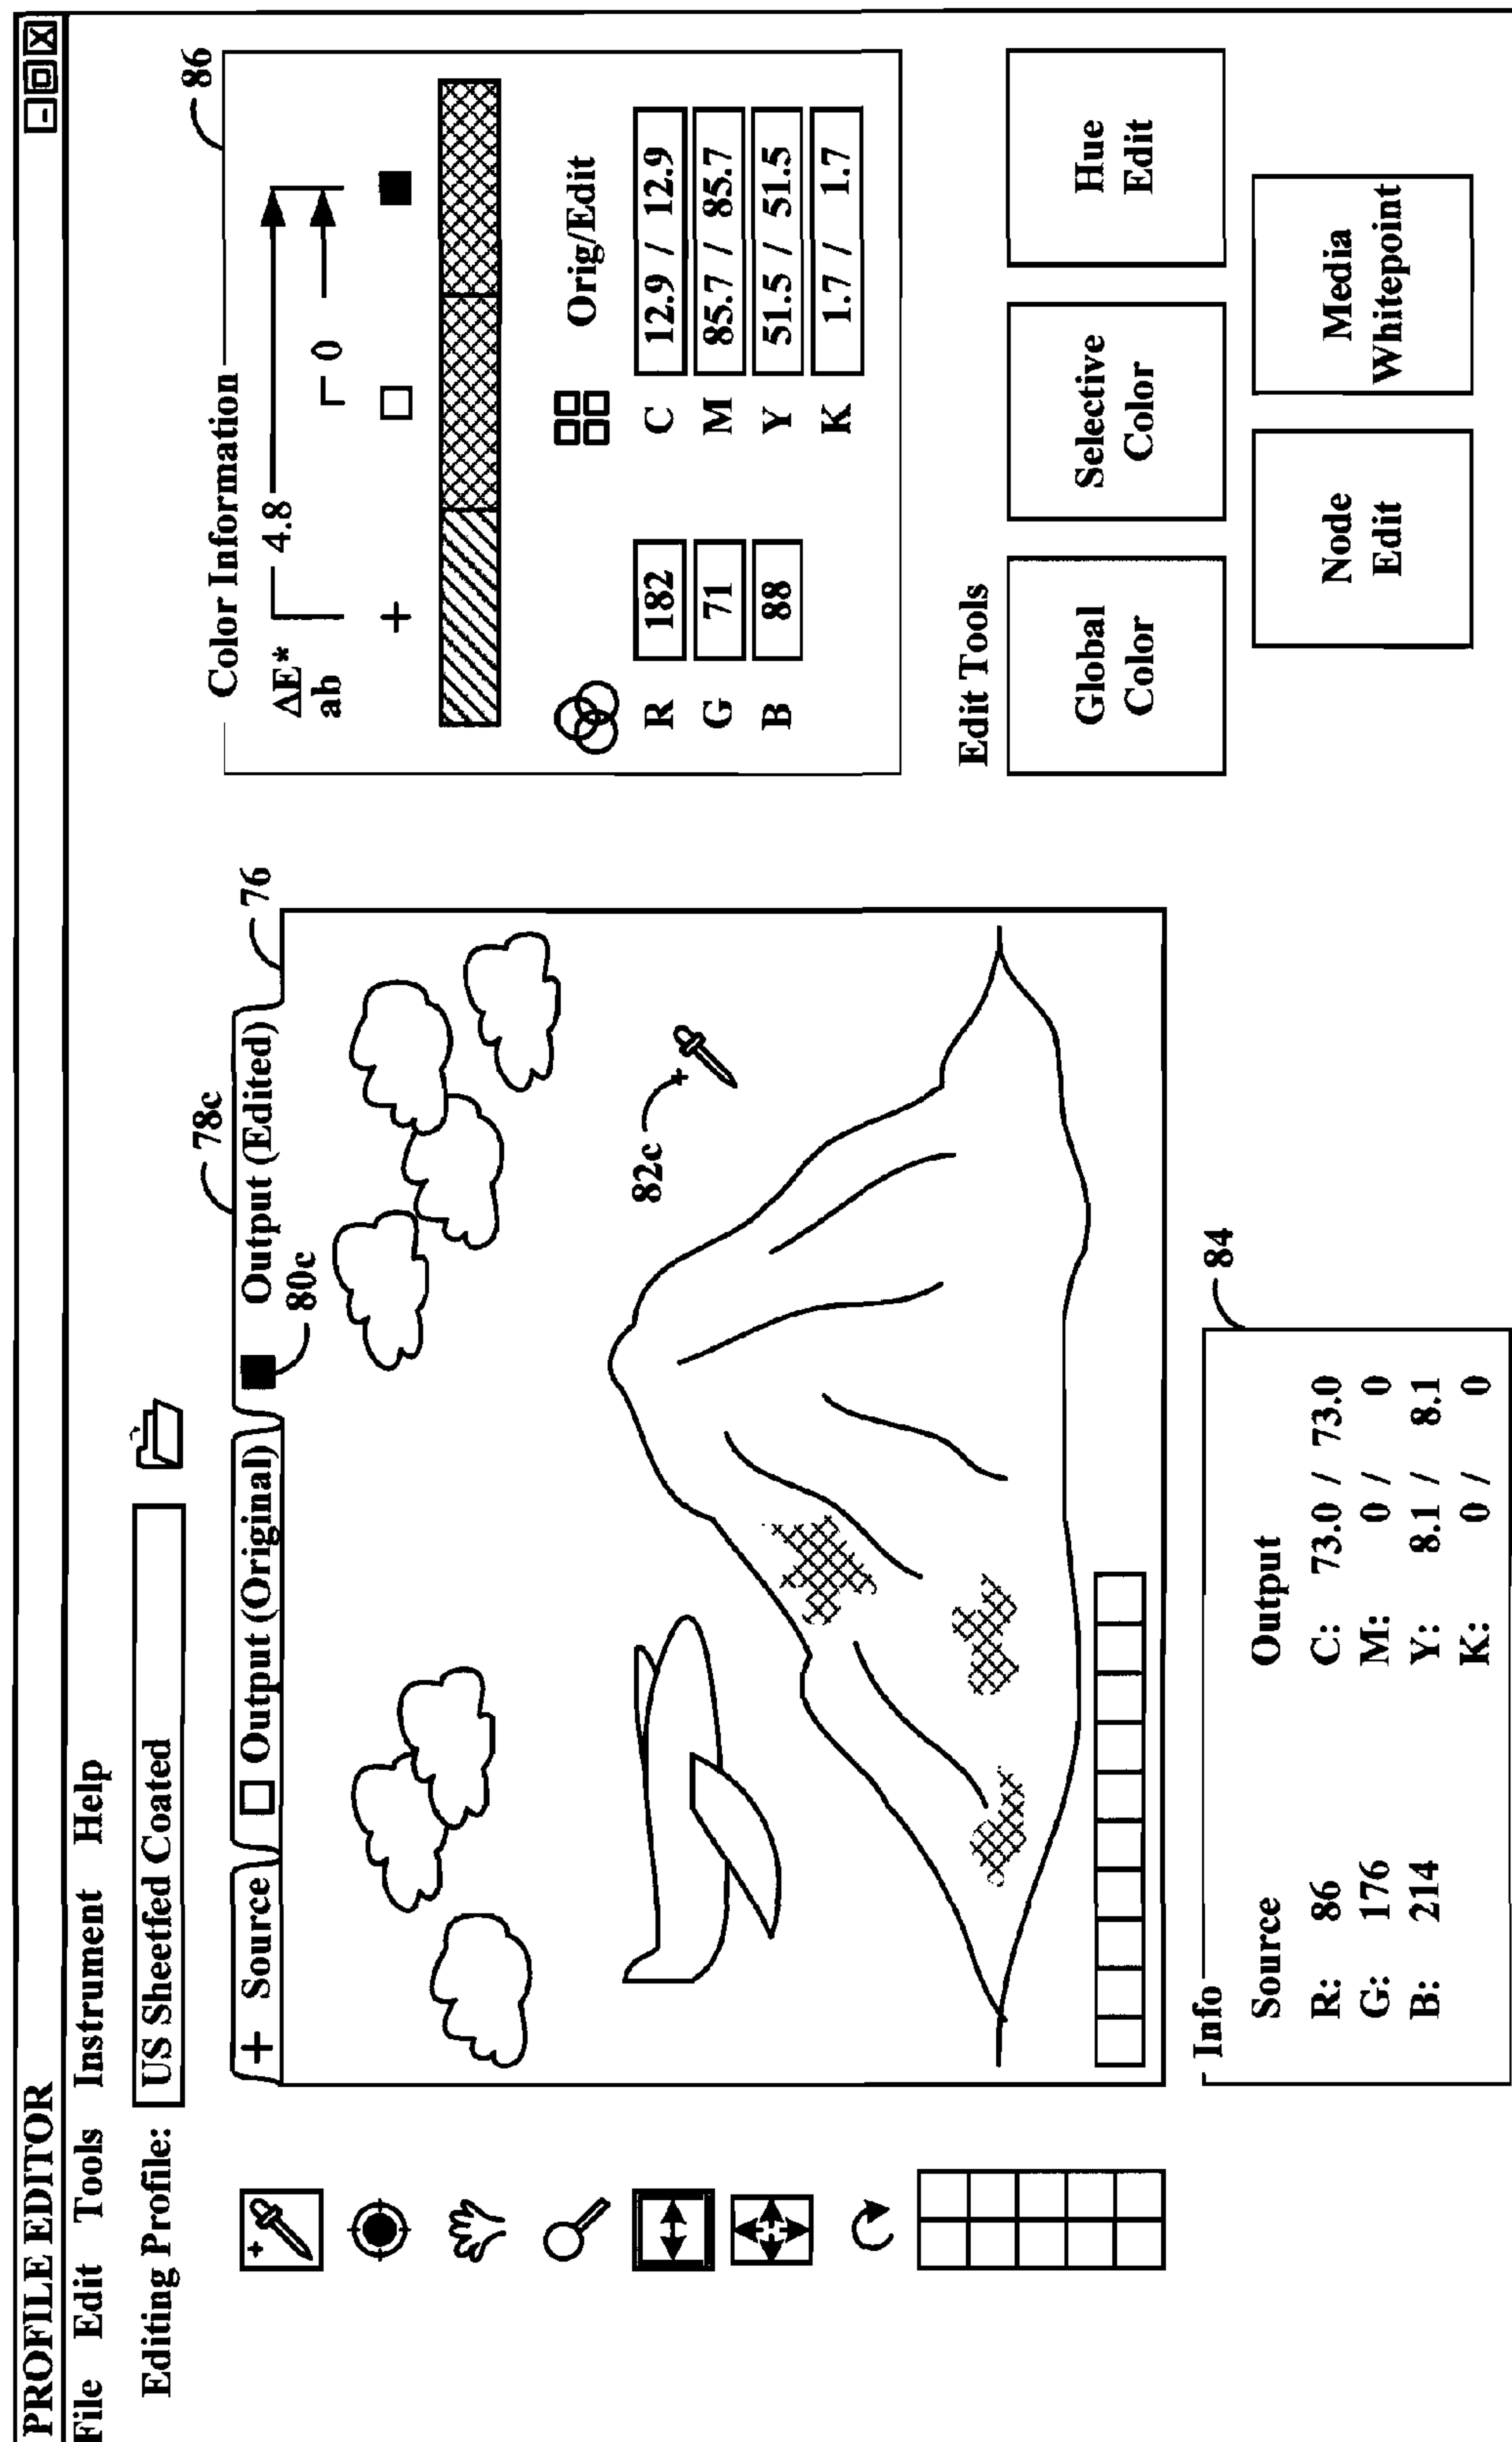 PROFILE EDITOR
File Edit Tools Instrument Help
Editing Profile: US Sheetfed Coated
+ Source
Output (Original)
Output (Edited)
78c
76
80c
82c
Info
84
Source
Output
R: 86
G: 176
B: 214
C: 73.0 / 73.0
M: 0 / 0
Y: 8.1 / 8.1
K: 0 / 0
Color Information
86
ΔE*
ab
4.8
0
+
Orig/Edit
R 182
G 71
B 88
C 12.9 / 12.9
M 85.7 / 85.7
Y 51.5 / 51.5
K 1.7 / 1.7
Edit Tools
Global
Color
Selective
Color
Hue
Edit
Node
Edit
Media
Whitepoint